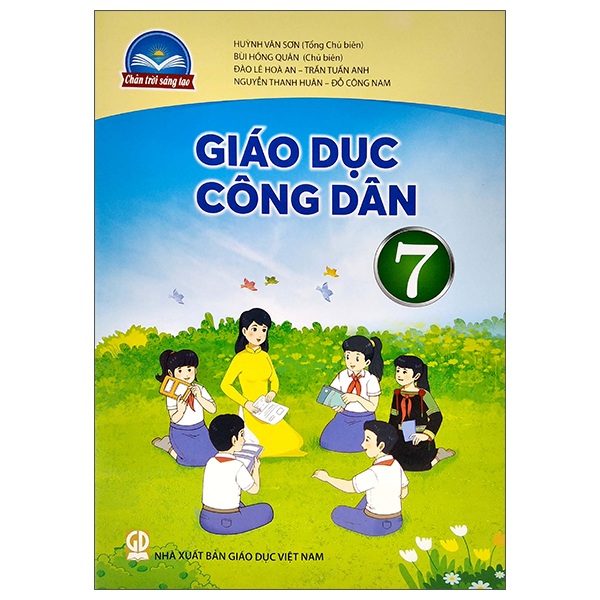 Chân trời sáng tạo
HUỲNH VĂN SƠN (Tổng Chủ biên)
BÙI HỒNG QUÂN (Chủ biên)
ĐÀO LÊ HOÀ AN – TRẦN TUẤN ANH
NGUYỄN THANH HUÂN – ĐỖ CÔNG NAM
GIÁO DỤC
CÔNG DÂN
7
GD
NHÀ XUẤT BẢN GIÁO DỤC VIỆT NAM